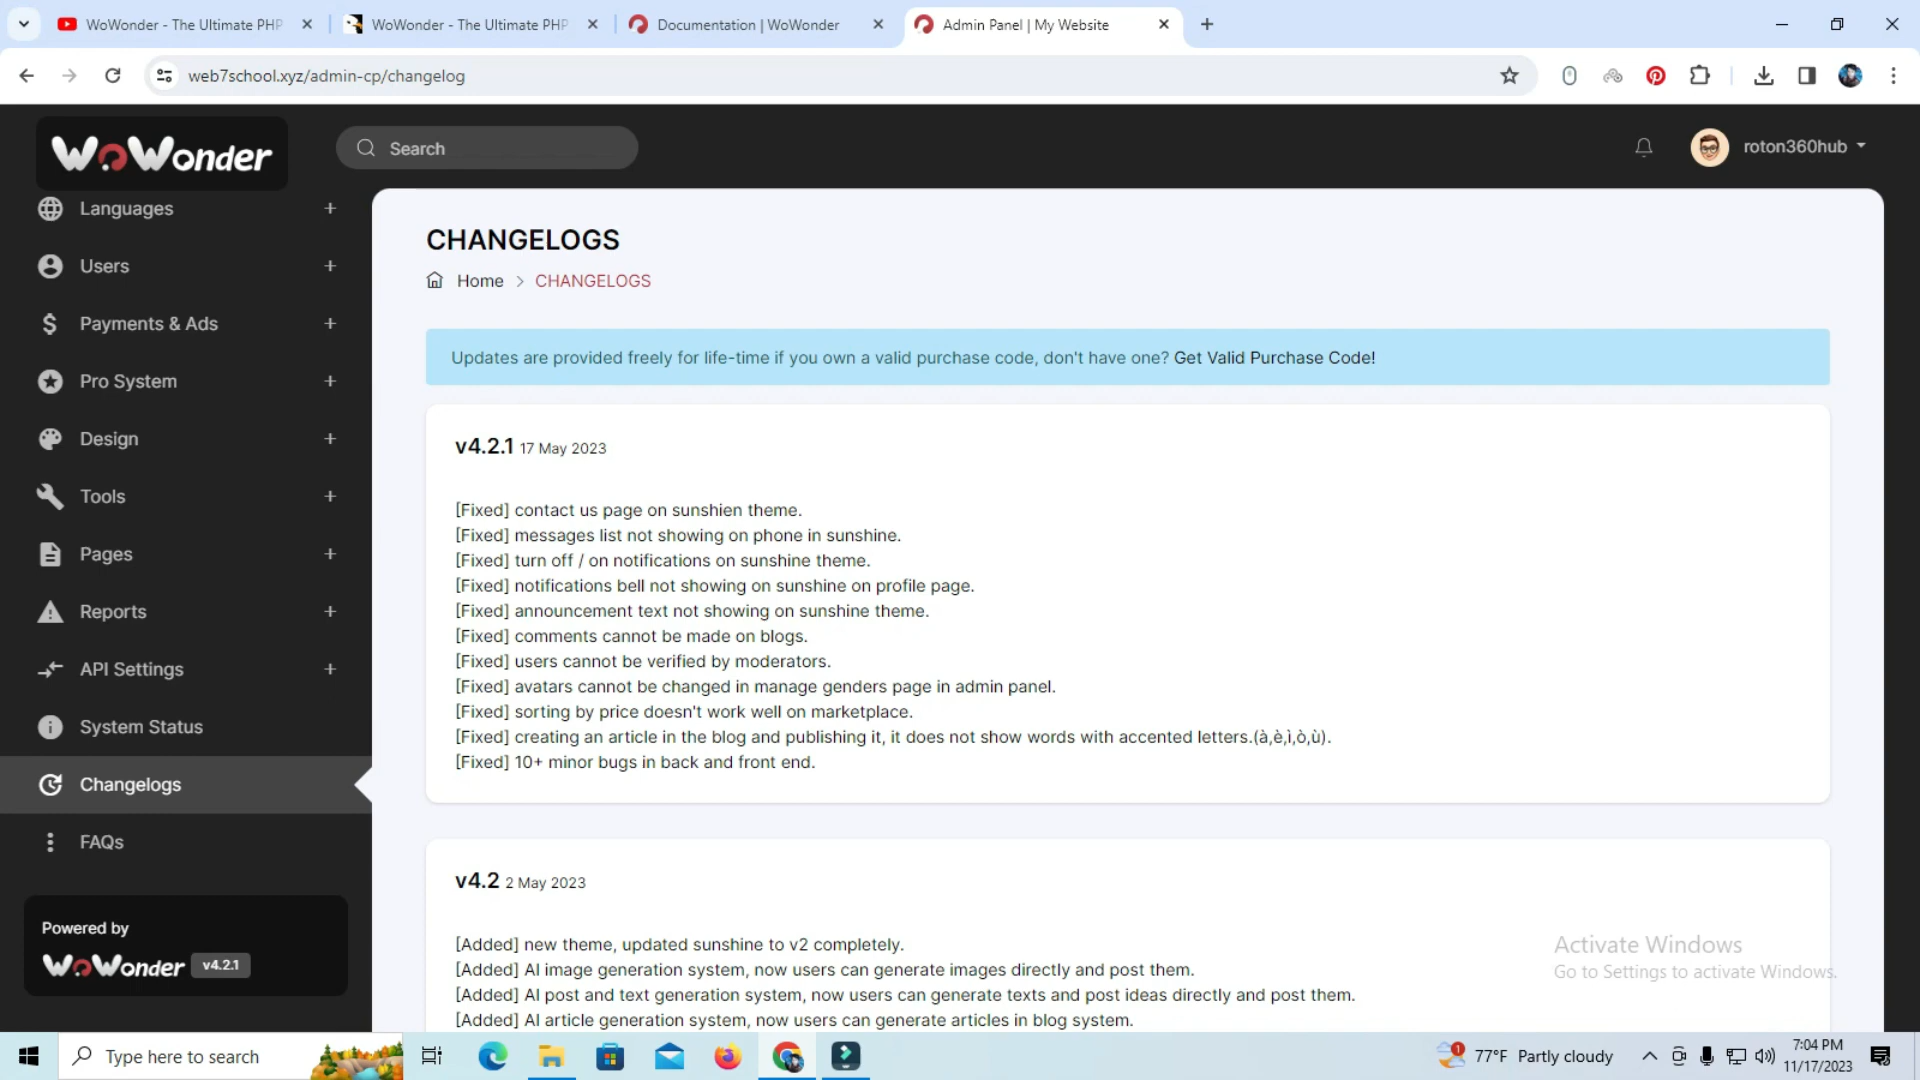 WoWonder - The Ultimate PHP
WoWonder - The Ultimate PHP
Documentation | WoWonder
Admin Panel | My Website
web7school.xyz/admin-cp/changelog
WoWonder
Search
roton360hub
Languages
Users
Payments & Ads
Pro System
Design
Tools
Pages
Reports
API Settings
System Status
Changelogs
FAQs
Powered by
WoWonder v4.2.1
CHANGELOGS
Home > CHANGELOGS
Updates are provided freely for life-time if you own a valid purchase code, don't have one? Get Valid Purchase Code!
v4.2.1 17 May 2023
[Fixed] contact us page on sunshien theme.
[Fixed] messages list not showing on phone in sunshine.
[Fixed] turn off / on notifications on sunshine theme.
[Fixed] notifications bell not showing on sunshine on profile page.
[Fixed] announcement text not showing on sunshine theme.
[Fixed] comments cannot be made on blogs.
[Fixed] users cannot be verified by moderators.
[Fixed] avatars cannot be changed in manage genders page in admin panel.
[Fixed] sorting by price doesn't work well on marketplace.
[Fixed] creating an article in the blog and publishing it, it does not show words with accented letters.(à,è,ì,ò,ù).
[Fixed] 10+ minor bugs in back and front end.
v4.2 2 May 2023
[Added] new theme, updated sunshine to v2 completely.
[Added] AI image generation system, now users can generate images directly and post them.
[Added] AI post and text generation system, now users can generate texts and post ideas directly and post them.
[Added] AI article generation system, now users can generate articles in blog system.
Activate Windows
Go to Settings to activate Windows.
Type here to search
1
77°F Partly cloudy
7:04 PM
11/17/2023